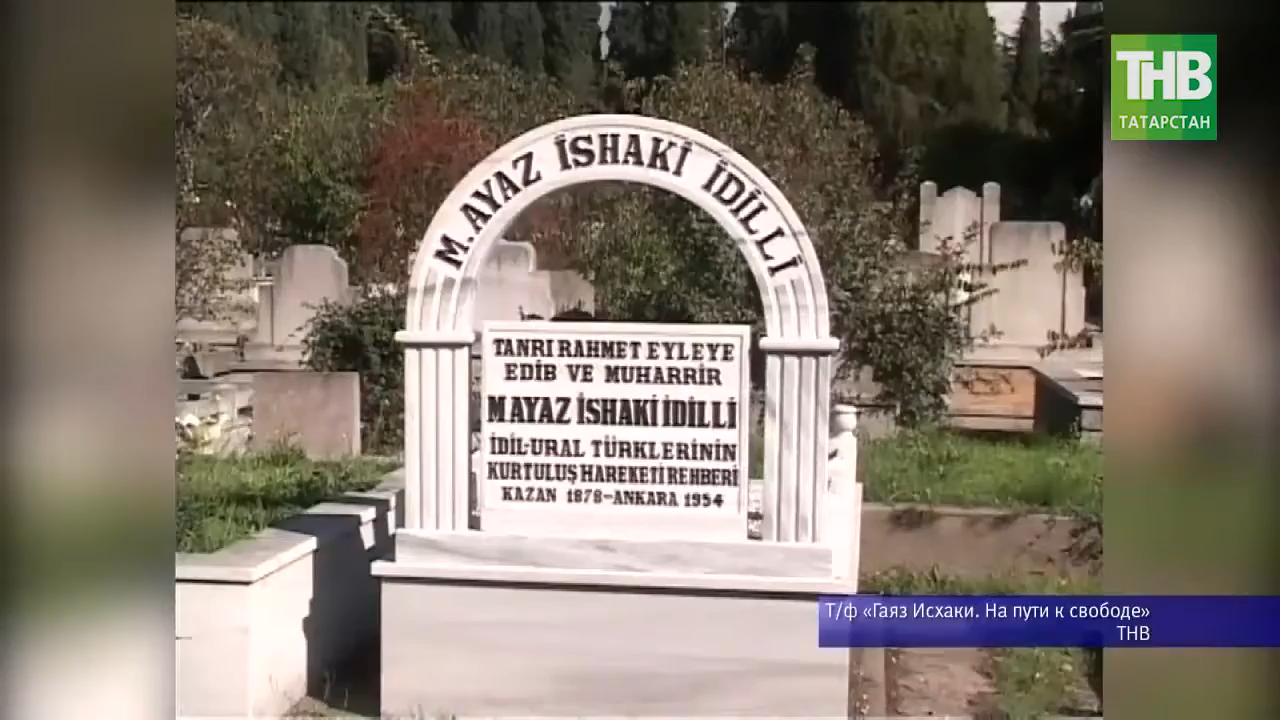 ТНВ
ТАТАРСТАН
M. AYAZ İSHAKİ İDİLLİ
TANRI RAHMET EYLEYE
EDİB VE MUHARRİR
M AYAZ İSHAKİ İDİLLİ
İDİL-URAL TÜRKLERİNİN
KURTULUŞ HAREKETİ REHBERİ
KAZAN 1878-ANKARA 1954
Т/ф «Гаяз Исхаки. На пути к свободе»
ТНВ